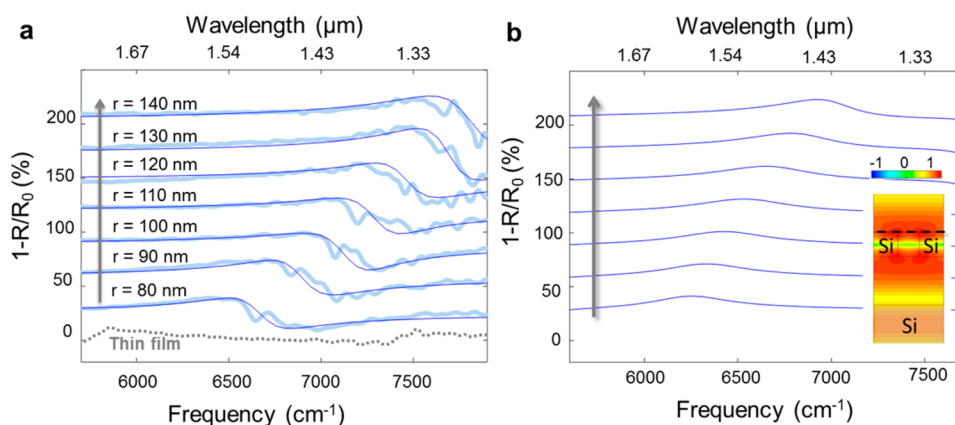 a
Wavelength (µm)
1.67 1.54 1.43 1.33
1-R/R0 (%)
200
150
100
50
0
r = 140 nm
r = 130 nm
r = 120 nm
r = 110 nm
r = 100 nm
r = 90 nm
r = 80 nm
Thin film
6000 6500 7000 7500
Frequency (cm-1)
b
Wavelength (µm)
1.67 1.54 1.43 1.33
1-R/R0 (%)
200
150
100
50
0
-1 0 1
Si Si
Si
6000 6500 7000 7500
Frequency (cm-1)